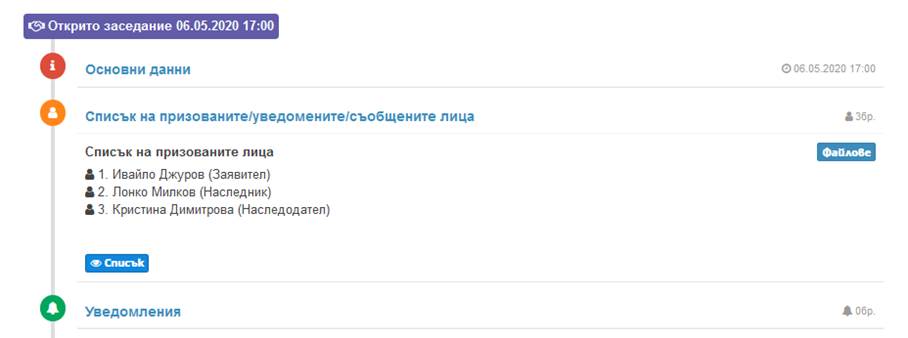 Открито заседание 06.05.2020 17:00
Основни данни
06.05.2020 17:00
Списък на призованите/уведомените/съобщените лица
3бр.
Списък на призованите лица
Файлове
1. Ивайло Джуров (Заявител)
2. Лонко Милков (Наследник)
3. Кристина Димитрова (Наследодател)
Списък
Уведомления
0бр.